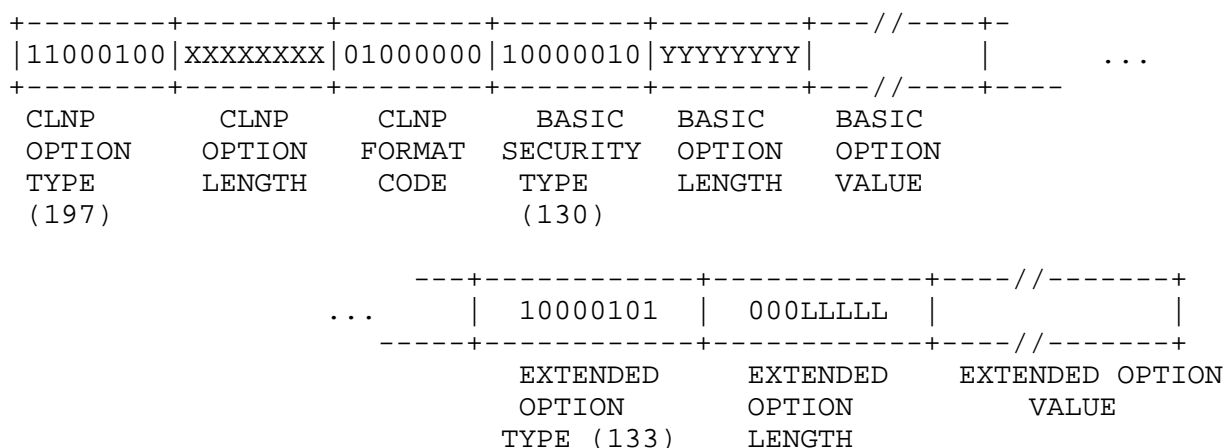 +--------+--------+--------+--------+--------+---//----+-
|11000100|XXXXXXXX|01000000|10000010|YYYYYYYY|         |      ...
+--------+--------+--------+--------+--------+---//----+----
CLNP CLNP CLNP BASIC BASIC BASIC
OPTION OPTION FORMAT SECURITY OPTION OPTION
TYPE LENGTH CODE TYPE LENGTH VALUE
(197) (130)
---+------------+------------+----//-------+
...     |  10000101  |  000LLLLL  |             |
-----+------------+------------+----//-------+
EXTENDED EXTENDED EXTENDED OPTION
OPTION OPTION VALUE
TYPE (133) LENGTH